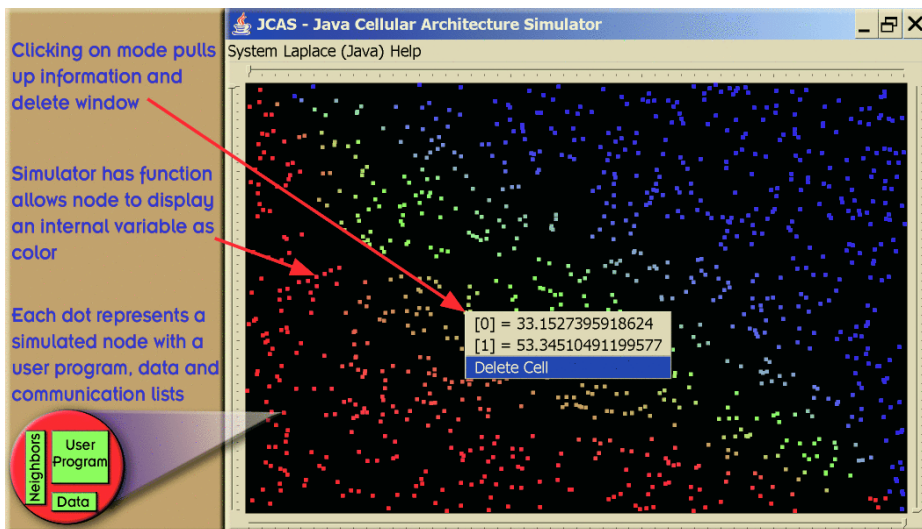 JCAS - Java Cellular Architecture Simulator
System Laplace (Java) Help
Clicking on mode pulls
up information and
delete window
Simulator has function
allows node to display
an internal variable as
color
Each dot represents a
simulated node with a
user program, data and
communication lists
[0] = 33.1527395918624
[1] = 53.34510491199577
Delete Cell
Neighbors
User
Program
Data